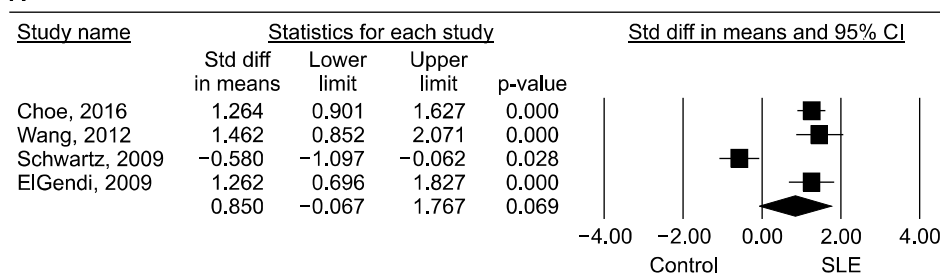 Study name Statistics for each study Std diff in means and 95% CI
Std diff Lower Upper
in means limit limit p-value
Choe, 2016 1.264 0.901 1.627 0.000
Wang, 2012 1.462 0.852 2.071 0.000
Schwartz, 2009 −0.580 −1.097 −0.062 0.028
ElGendi, 2009 1.262 0.696 1.827 0.000
0.850 −0.067 1.767 0.069
−4.00 −2.00 0.00 2.00 4.00
Control SLE